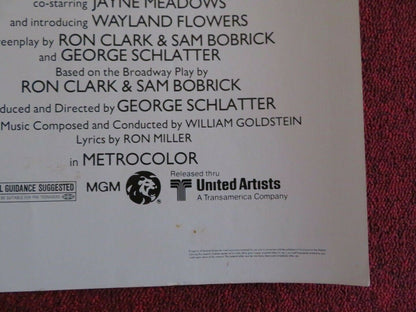 co-starring JAYNE MEADOWS
and introducing WAYLAND FLOWERS
reenplay by RON CLARK & SAM BOBRICK
and GEORGE SCHLATTER
Based on the Broadway Play by
RON CLARK & SAM BOBRICK
duced and Directed by GEORGE SCHLATTER
Music Composed and Conducted by WILLIAM GOLDSTEIN
Lyrics by RON MILLER
in METROCOLOR
L GUIDANCE SUGGESTED
MGM
Released thru
United Artists
A Transamerica Company